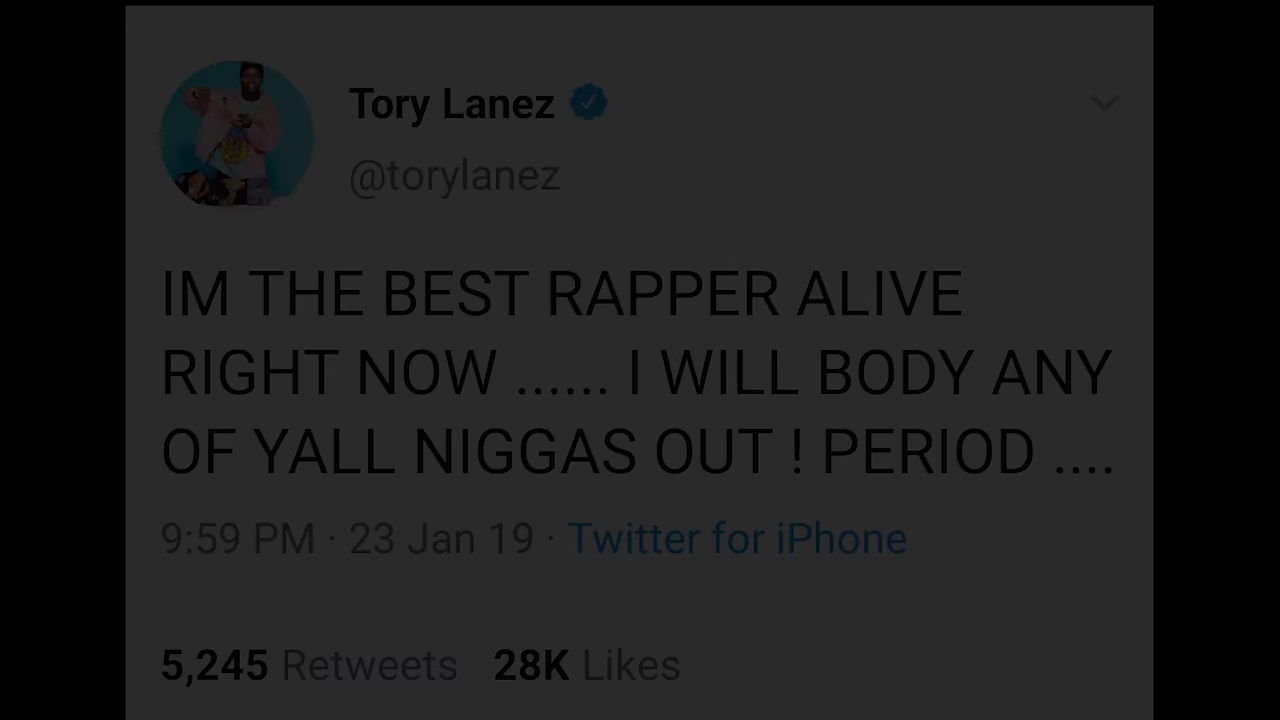 Tory Lanez
@torylanez
IM THE BEST RAPPER ALIVE
RIGHT NOW ...... I WILL BODY ANY
OF YALL NIGGAS OUT ! PERIOD ....
9:59 PM · 23 Jan 19 · Twitter for iPhone
5,245 Retweets 28K Likes